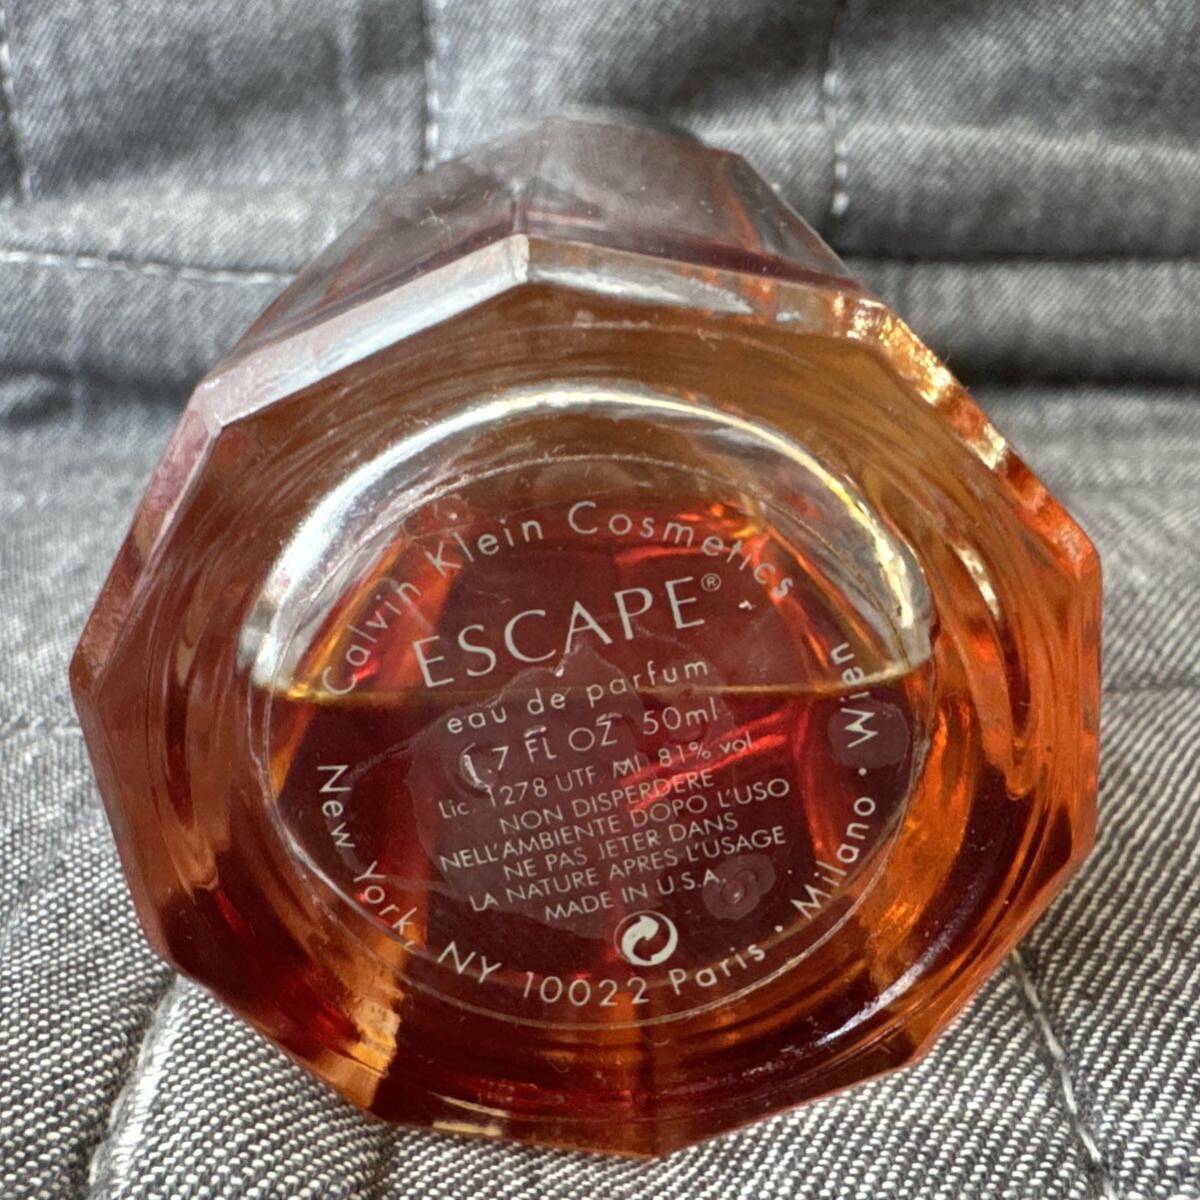 Calvin Klein Cosmetics
ESCAPE®
eau de parfum
1.7 FL OZ 50ml
Lic. 1278 UTF MI 81% vol
NON DISPERDERE
NELL'AMBIENTE DOPO L'USO
NE PAS JETER DANS
LA NATURE APRES L'USAGE
MADE IN U.S.A.
New York, NY 10022 Paris · Milano · Wien